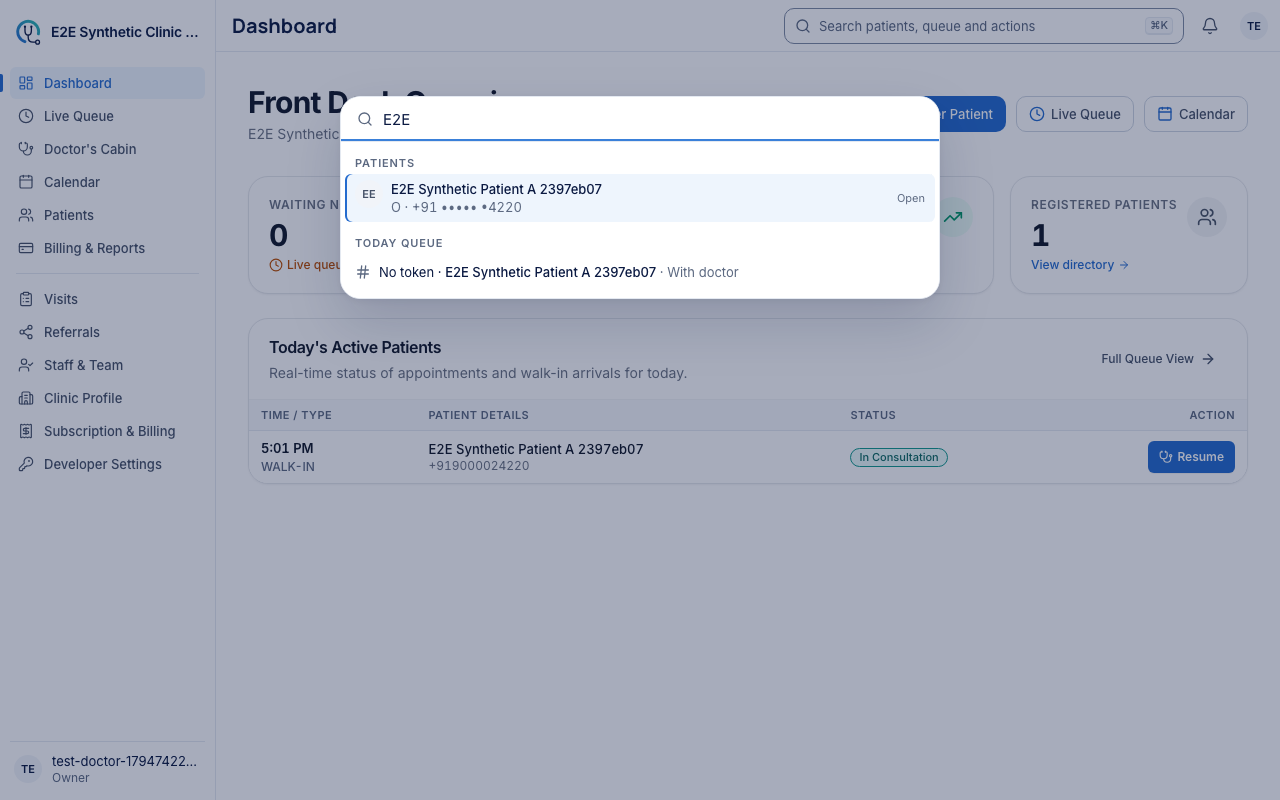 E2E Synthetic Clinic ...
Dashboard
Live Queue
Doctor's Cabin
Calendar
Patients
Billing & Reports
Visits
Referrals
Staff & Team
Clinic Profile
Subscription & Billing
Developer Settings
TE
test-doctor-17947422...
Owner
Dashboard
Search patients, queue and actions
⌘K
TE
E2E Synthetic
Patient
Live Queue
Calendar
E2E
PATIENTS
EE
E2E Synthetic Patient A 2397eb07
O · +91 ••••• •4220
Open
TODAY QUEUE
# No token · E2E Synthetic Patient A 2397eb07 · With doctor
WAITING
0
Live
REGISTERED PATIENTS
1
View directory →
Today's Active Patients
Real-time status of appointments and walk-in arrivals for today.
Full Queue View →
TIME / TYPE PATIENT DETAILS STATUS ACTION
5:01 PM
WALK-IN
E2E Synthetic Patient A 2397eb07
+919000024220
In Consultation
Resume